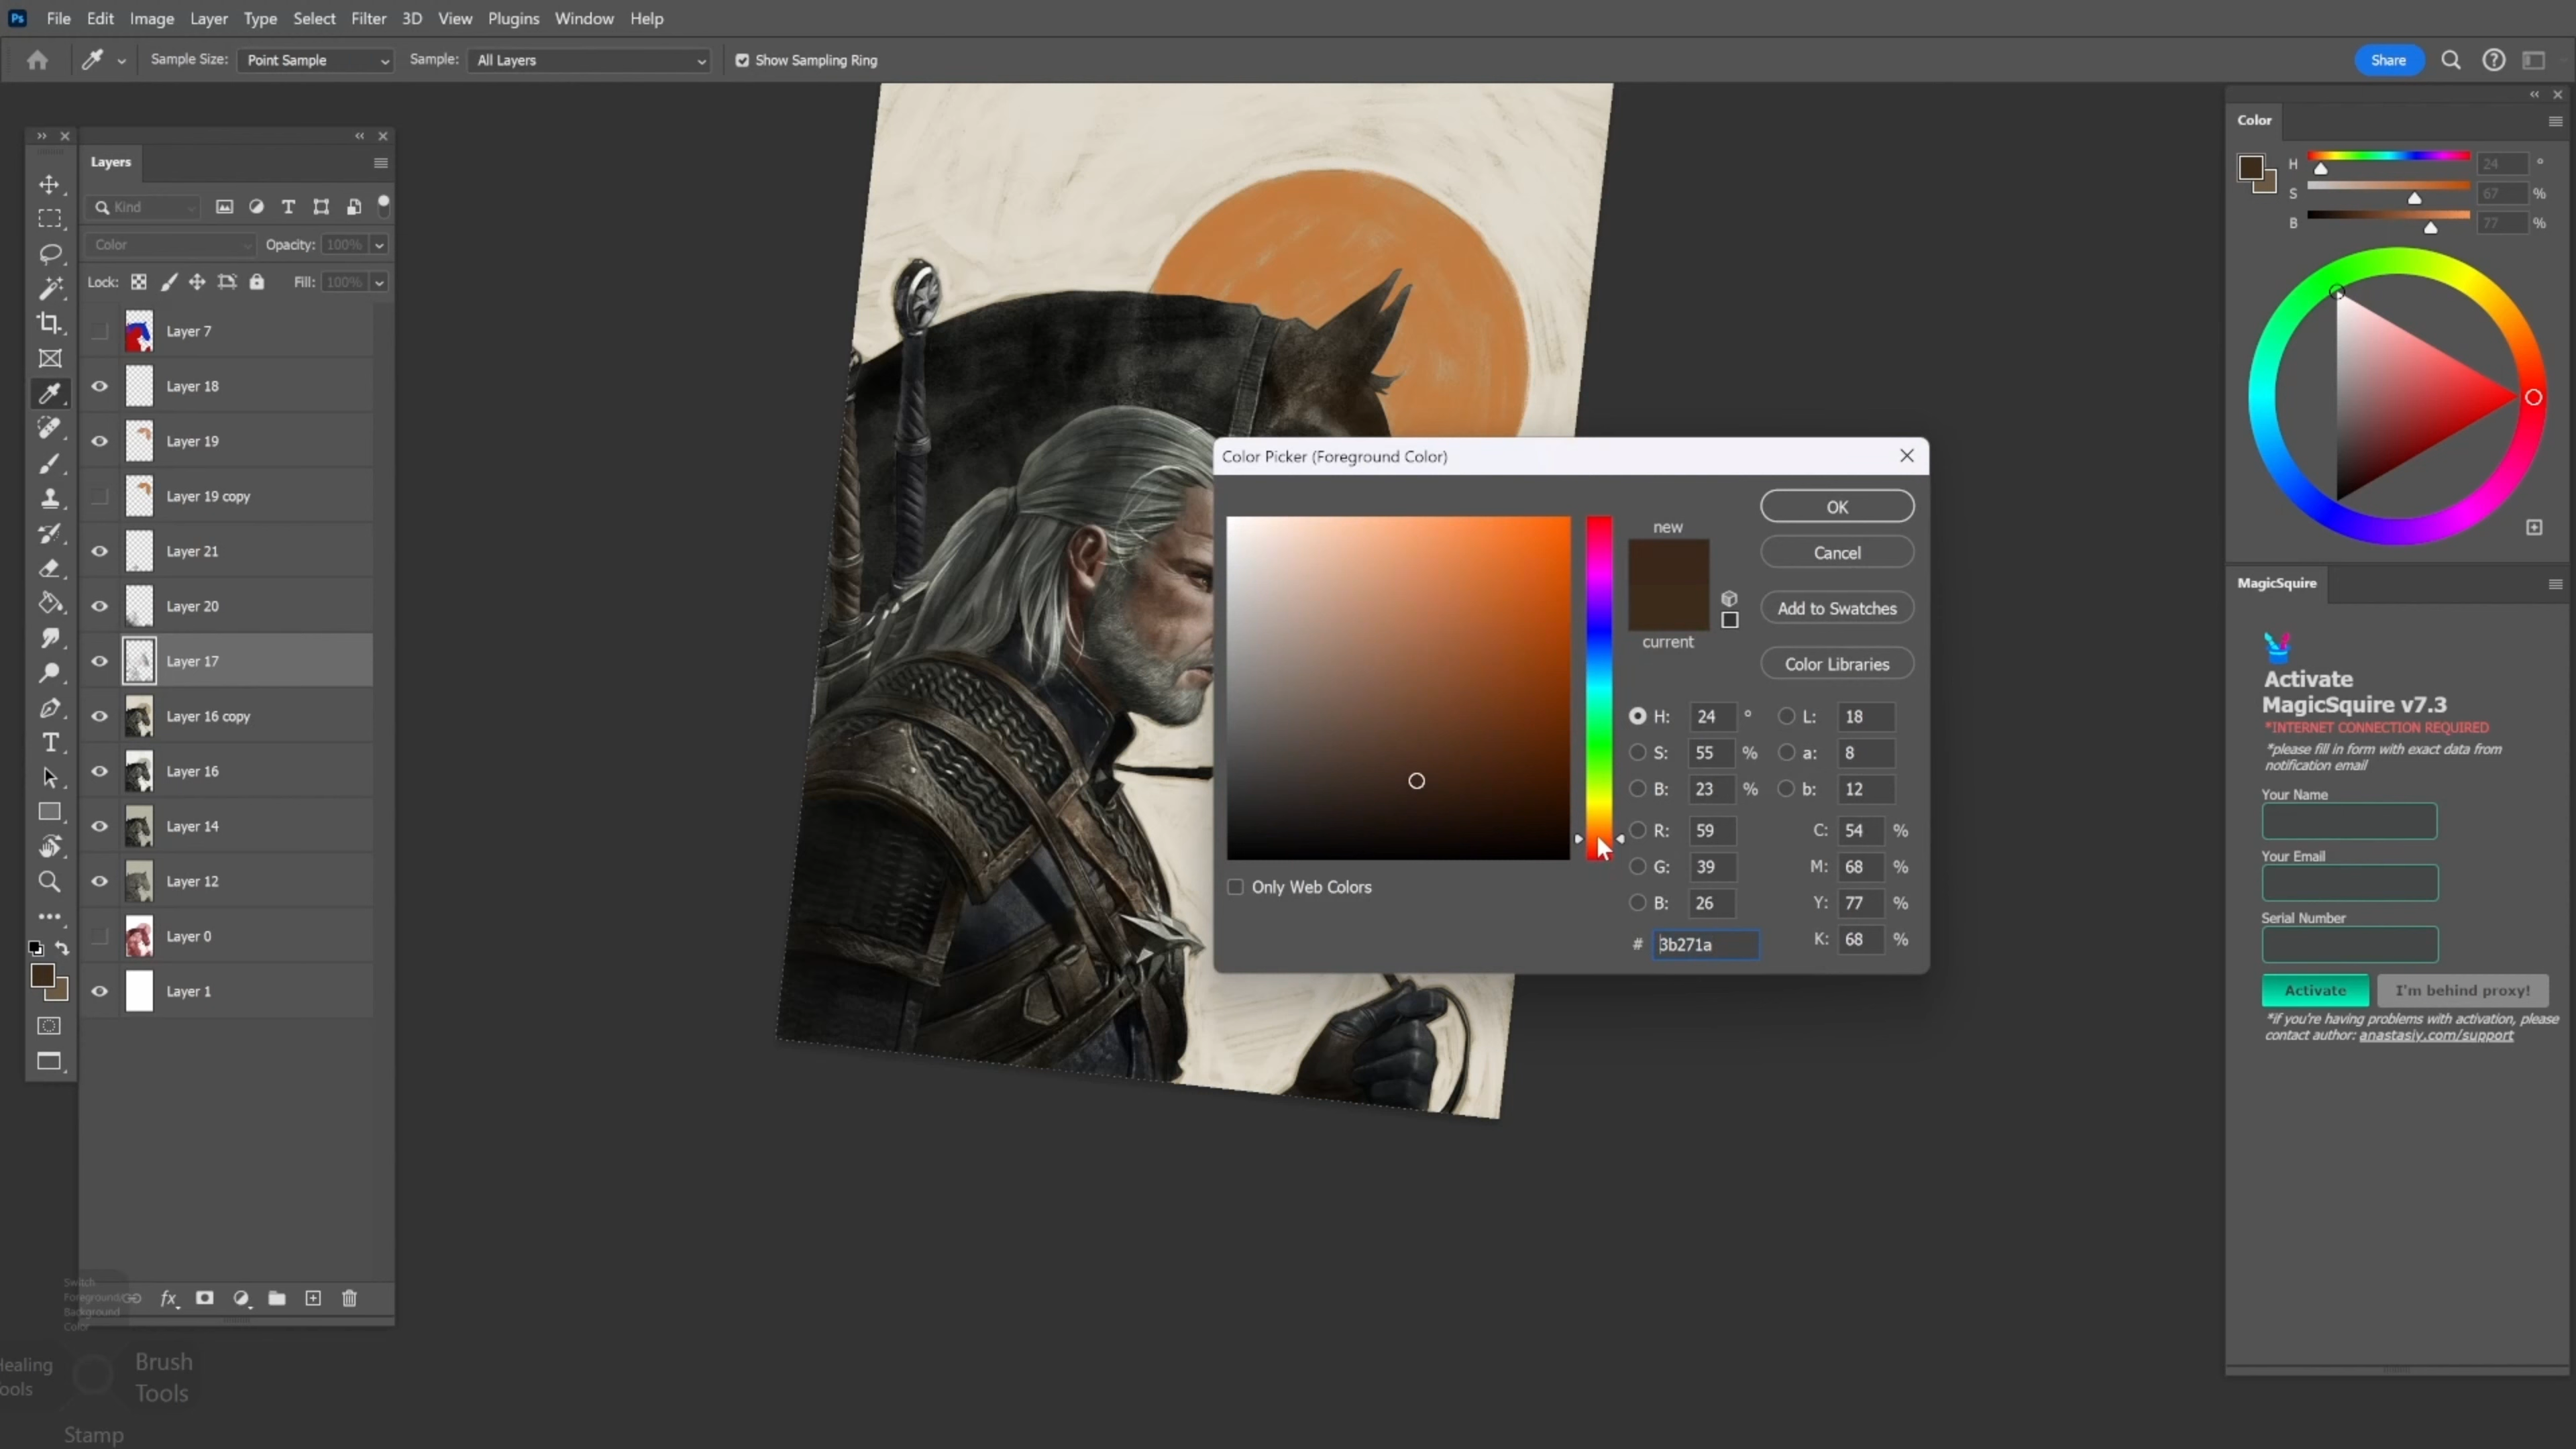 Ps File Edit Image Layer Type Select Filter 3D View Plugins Window Help
Sample Size: Point Sample Sample: All Layers Show Sampling Ring Share
Layers
Kind
Color Opacity: 100%
Lock: Fill: 100%
Layer 7
Layer 18
Layer 19
Layer 19 copy
Layer 21
Layer 20
Layer 17
Layer 16 copy
Layer 16
Layer 14
Layer 12
Layer 0
Layer 1
fx
Switch
Foreground/
Background
Color
Healing
Tools
Brush
Tools
Stamp
Color Picker (Foreground Color)
new
current
OK
Cancel
Add to Swatches
Color Libraries
H: 24 ° L: 18
S: 55 % a: 8
B: 23 % b: 12
R: 59 C: 54 %
G: 39 M: 68 %
B: 26 Y: 77 %
# 3b271a K: 68 %
Only Web Colors
Color
H 24 °
S 67 %
B 77 %
MagicSquire
Activate
MagicSquire v7.3
*INTERNET CONNECTION REQUIRED
*please fill in form with exact data from
notification email
Your Name
Your Email
Serial Number
Activate I'm behind proxy!
*if you're having problems with activation, please
contact author: anastasiy.com/support